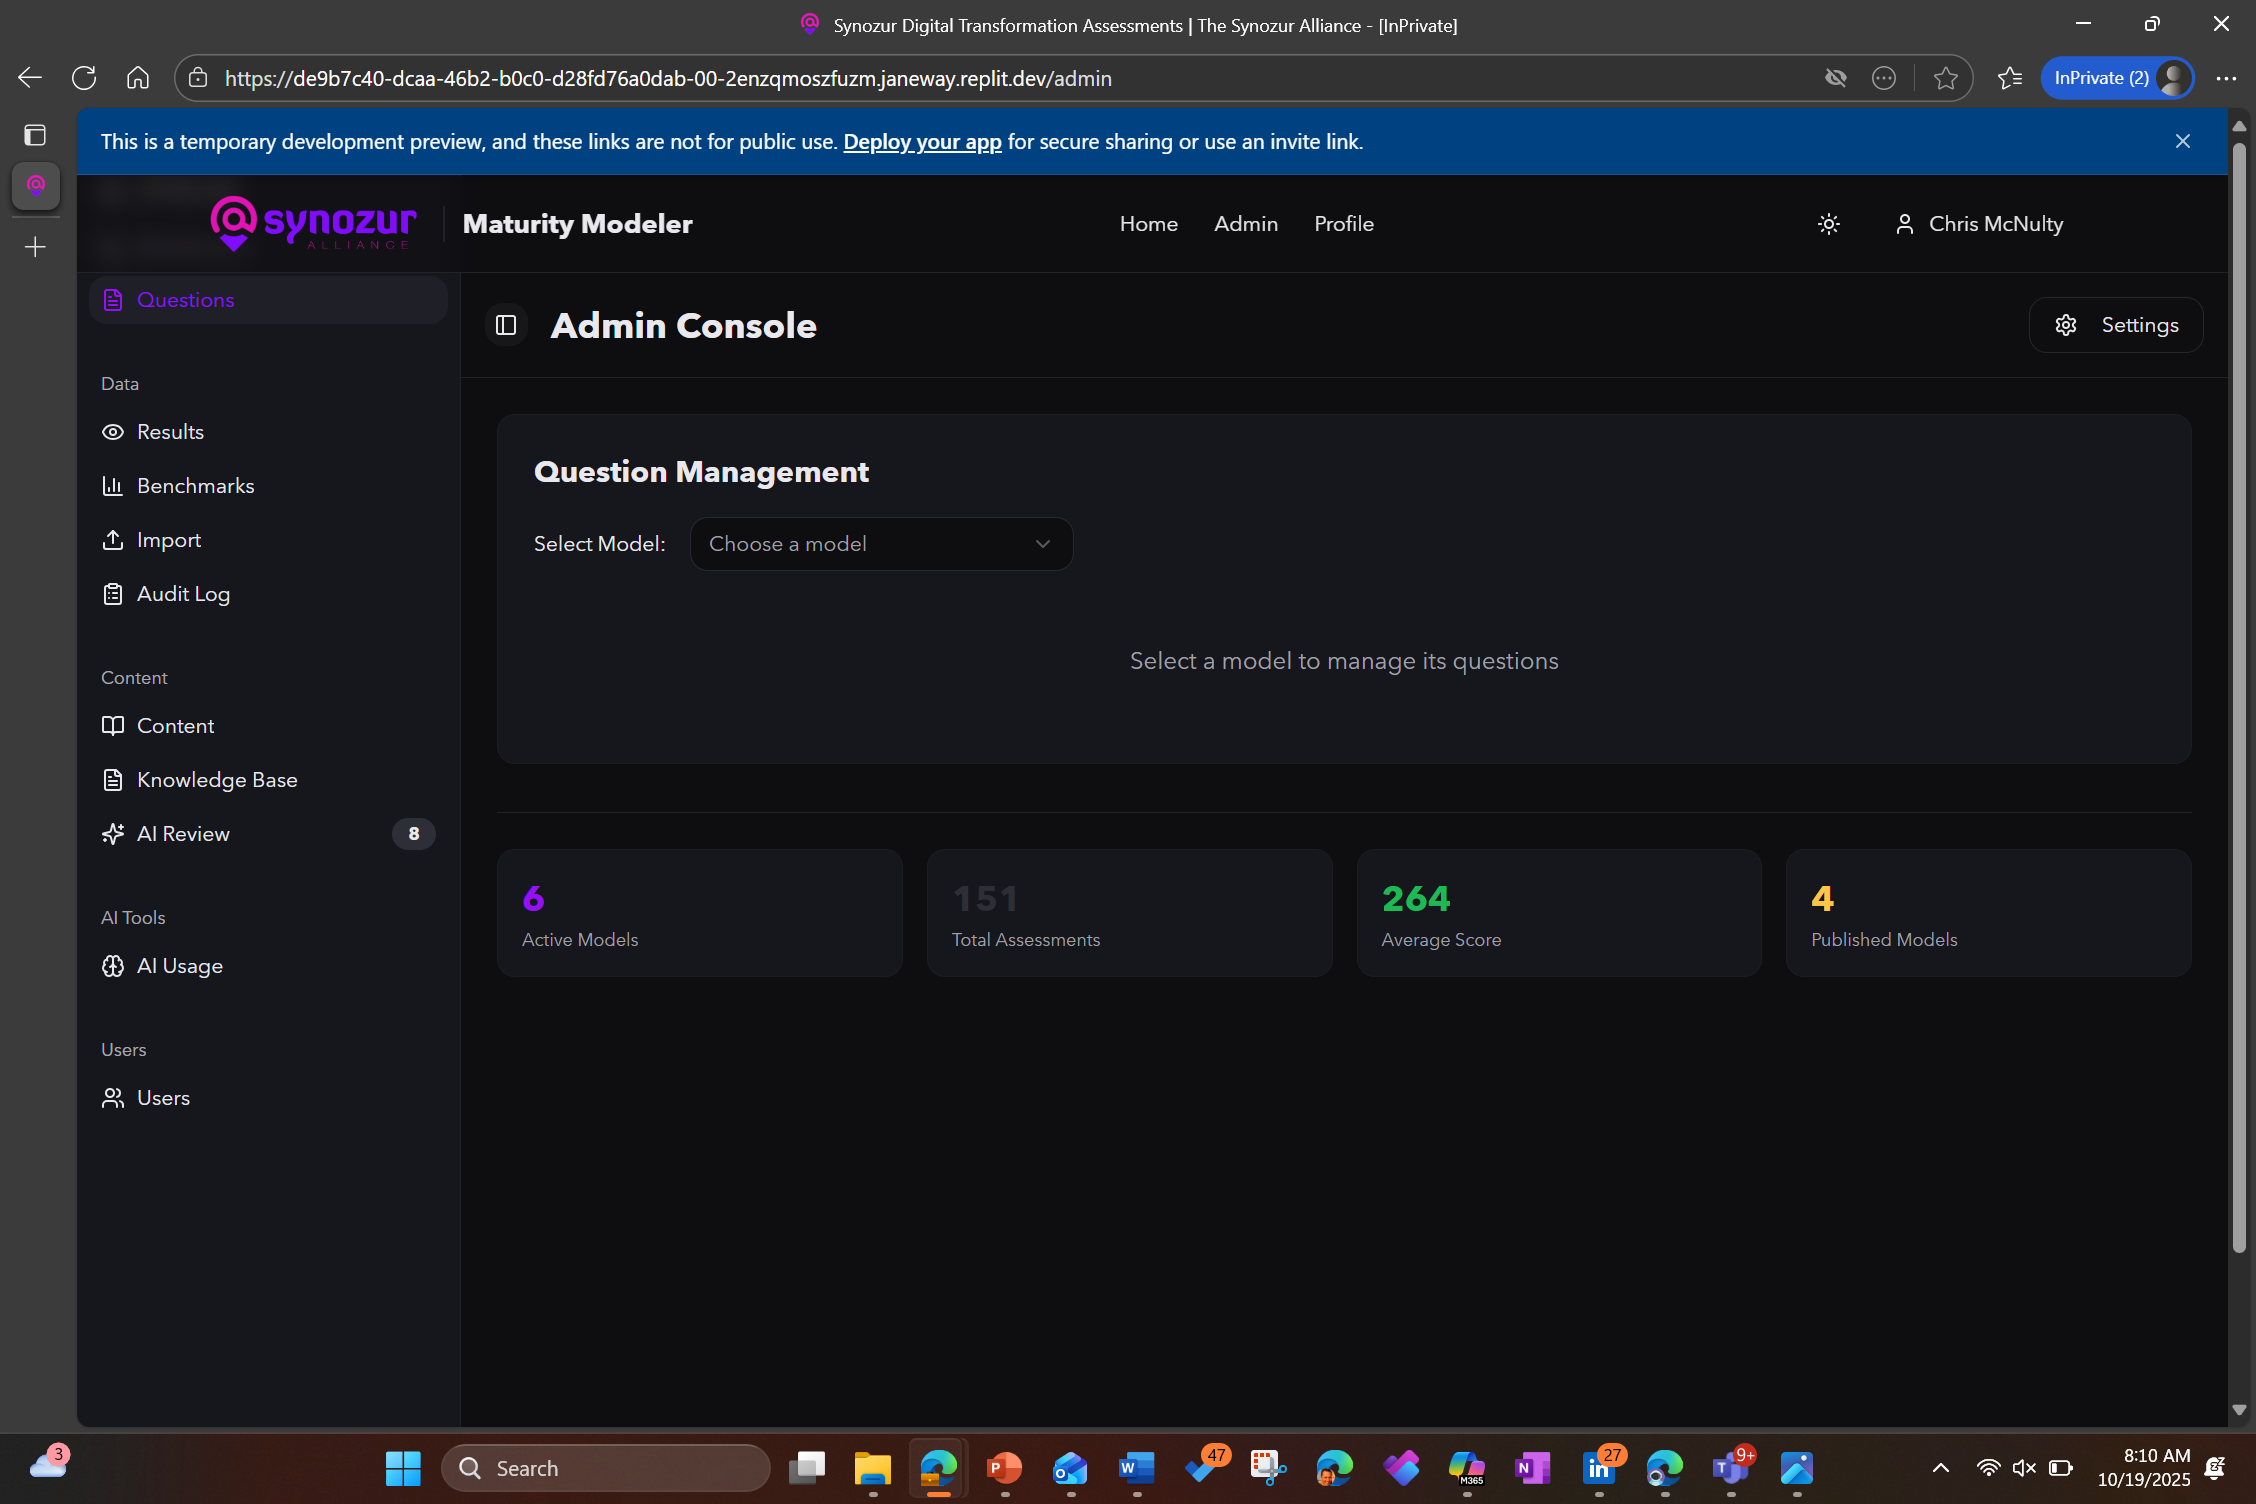 Synozur Digital Transformation Assessments | The Synozur Alliance - [InPrivate]
https://de9b7c40-dcaa-46b2-b0c0-d28fd76a0dab-00-2enzqmoszfuzm.janeway.replit.dev/admin
InPrivate (2)
This is a temporary development preview, and these links are not for public use. Deploy your app for secure sharing or use an invite link.
synozur
ALLIANCE
Maturity Modeler
Home
Admin
Profile
Chris McNulty
Questions
Data
Results
Benchmarks
Import
Audit Log
Content
Content
Knowledge Base
AI Review
8
AI Tools
AI Usage
Users
Users
Admin Console
Settings
Question Management
Select Model:
Choose a model
Select a model to manage its questions
6
Active Models
151
Total Assessments
264
Average Score
4
Published Models
3
Search
P
O
W
47
M365
N
in
27
T
9+
8:10 AM
10/19/2025